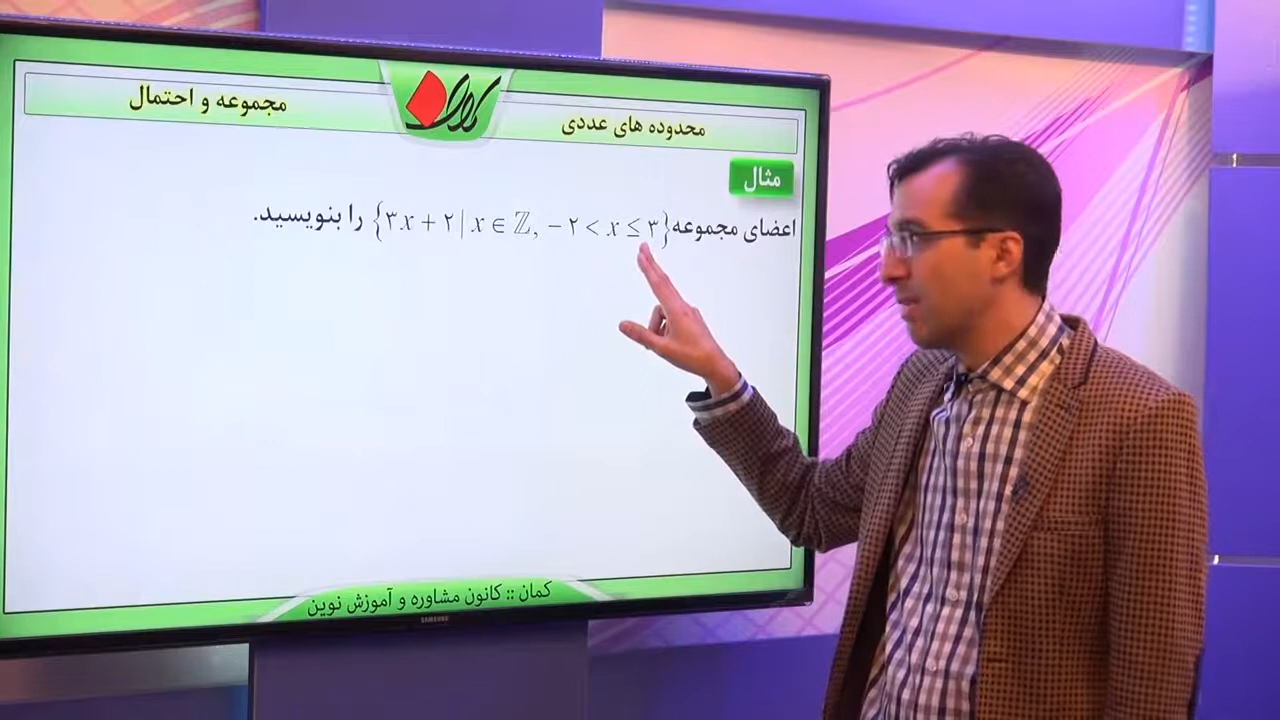 محدوده های عددی
کمان
مجموعه و احتمال
مثال
اعضای مجموعه {۳x + ۲ | x ∈ ℤ, −۲ < x ≤ ۳} را بنویسید.
کمان :: کانون مشاوره و آموزش نوین
SAMSUNG